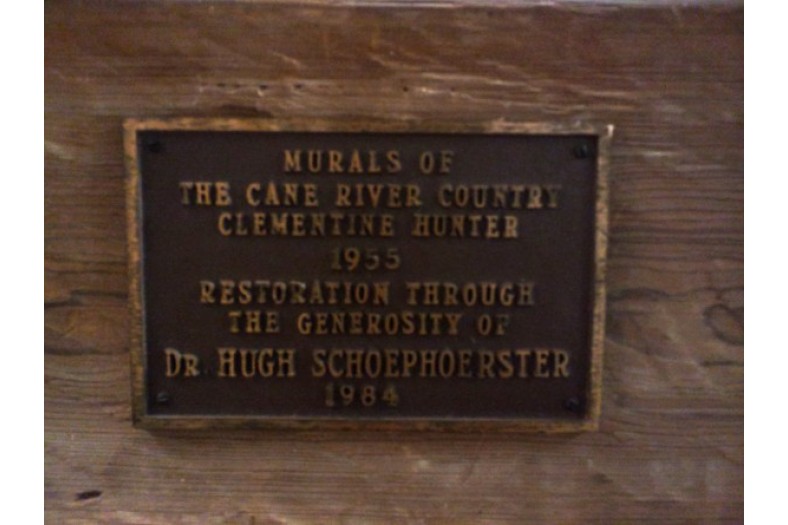 MURALS OF
THE CANE RIVER COUNTRY
CLEMENTINE HUNTER
1955
RESTORATION THROUGH
THE GENEROSITY OF
DR. HUGH SCHOEPHOERSTER
1984